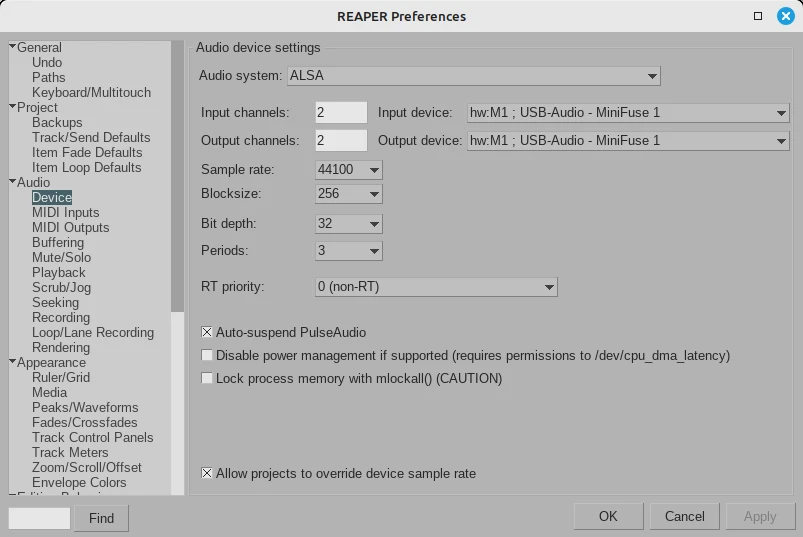 REAPER Preferences
General
Undo
Paths
Keyboard/Multitouch
Project
Backups
Track/Send Defaults
Item Fade Defaults
Item Loop Defaults
Audio
Device
MIDI Inputs
MIDI Outputs
Buffering
Mute/Solo
Playback
Scrub/Jog
Seeking
Recording
Loop/Lane Recording
Rendering
Appearance
Ruler/Grid
Media
Peaks/Waveforms
Fades/Crossfades
Track Control Panels
Track Meters
Zoom/Scroll/Offset
Envelope Colors
Find
Audio device settings
Audio system: ALSA
Input channels: 2 Input device: hw:M1 ; USB-Audio - MiniFuse 1
Output channels: 2 Output device: hw:M1 ; USB-Audio - MiniFuse 1
Sample rate: 44100
Blocksize: 256
Bit depth: 32
Periods: 3
RT priority: 0 (non-RT)
Auto-suspend PulseAudio
Disable power management if supported (requires permissions to /dev/cpu_dma_latency)
Lock process memory with mlockall() (CAUTION)
Allow projects to override device sample rate
OK Cancel Apply